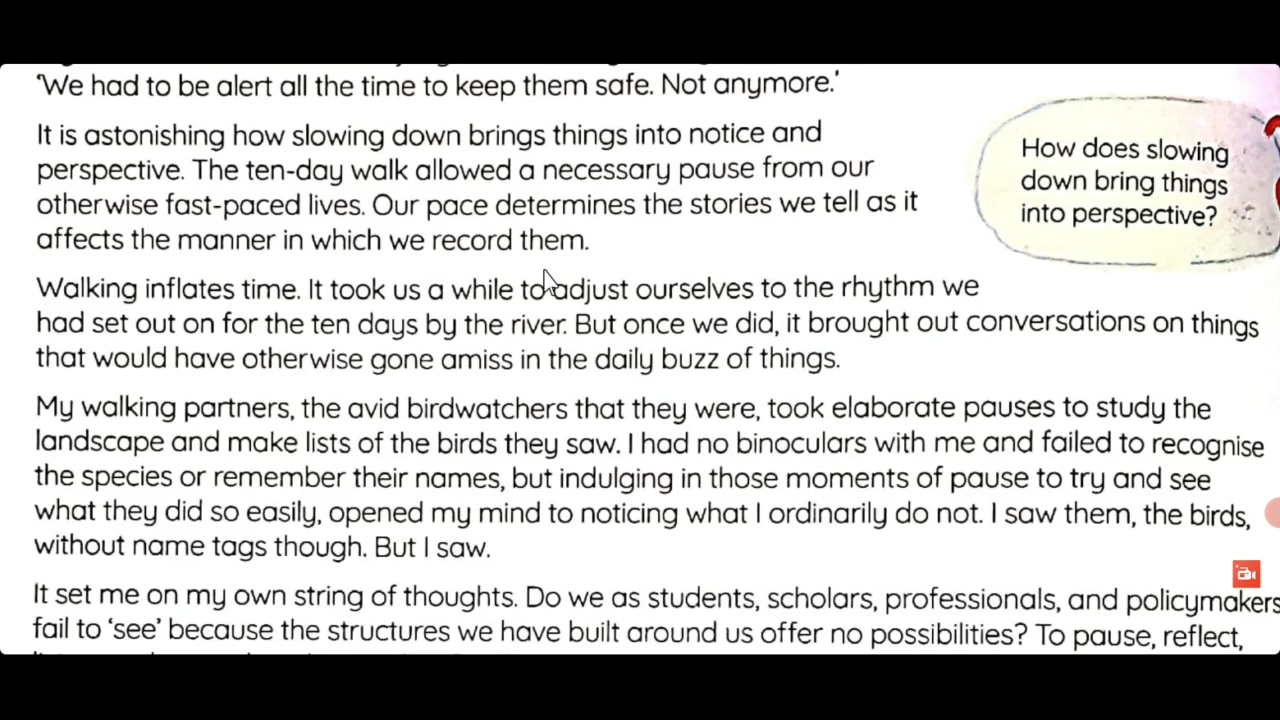 'We had to be alert all the time to keep them safe. Not anymore.'
It is astonishing how slowing down brings things into notice and
perspective. The ten-day walk allowed a necessary pause from our
otherwise fast-paced lives. Our pace determines the stories we tell as it
affects the manner in which we record them.
How does slowing
down bring things
into perspective?
Walking inflates time. It took us a while to adjust ourselves to the rhythm we
had set out on for the ten days by the river. But once we did, it brought out conversations on things
that would have otherwise gone amiss in the daily buzz of things.
My walking partners, the avid birdwatchers that they were, took elaborate pauses to study the
landscape and make lists of the birds they saw. I had no binoculars with me and failed to recognise
the species or remember their names, but indulging in those moments of pause to try and see
what they did so easily, opened my mind to noticing what I ordinarily do not. I saw them, the birds,
without name tags though. But I saw.
It set me on my own string of thoughts. Do we as students, scholars, professionals, and policymakers
fail to 'see' because the structures we have built around us offer no possibilities? To pause, reflect,